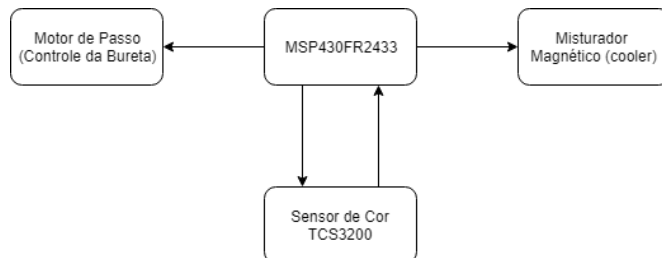 Motor de Passo
(Controle da Bureta)
MSP430FR2433
Misturador
Magnético (cooler)
Sensor de Cor
TCS3200